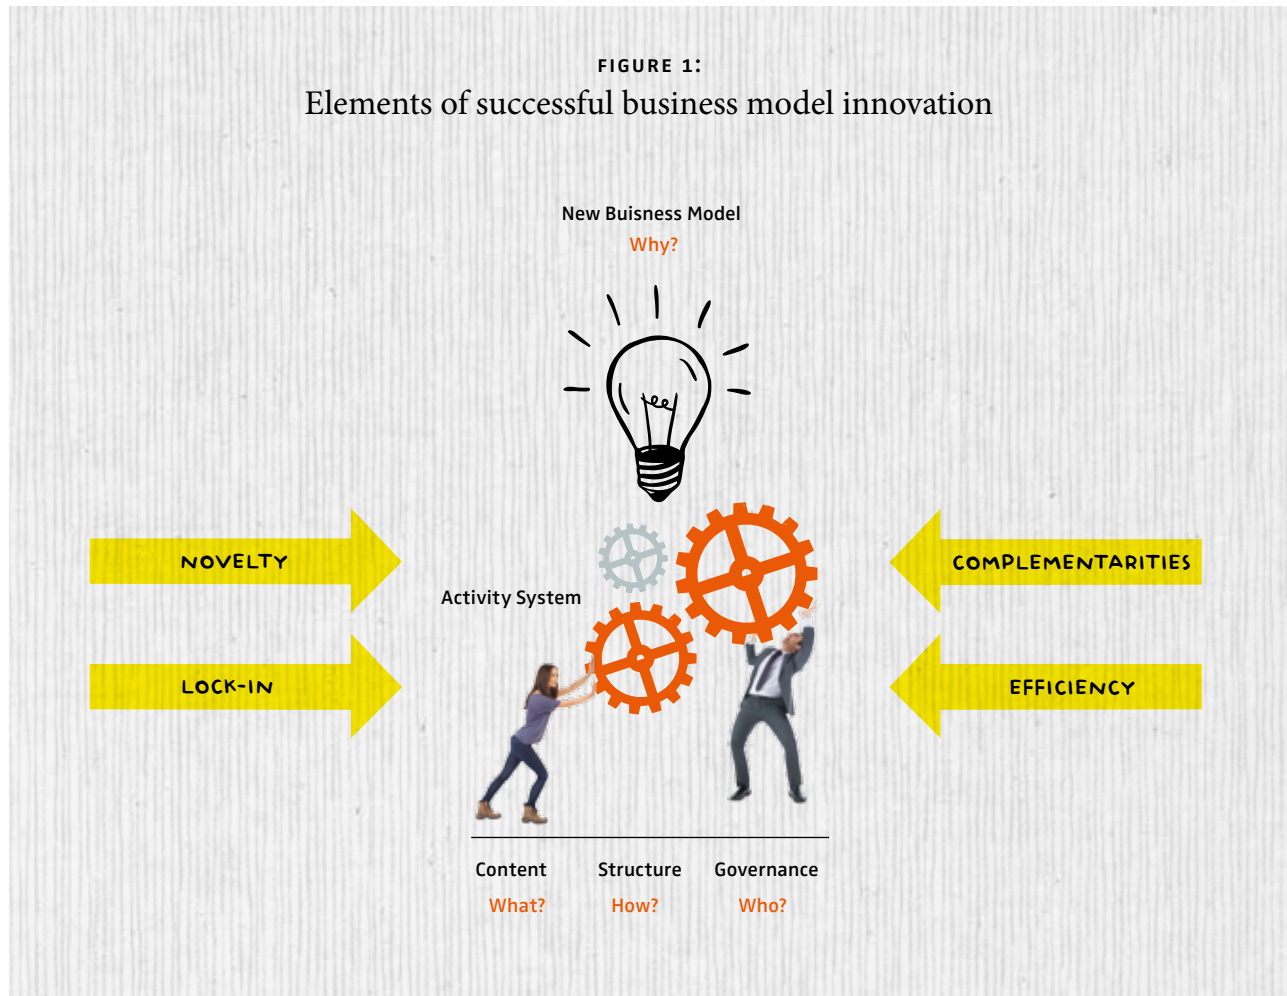 FIGURE 1:
Elements of successful business model innovation
New Buisness Model
Why?
NOVELTY
COMPLEMENTARITIES
Activity System
LOCK-IN
EFFICIENCY
Content Structure Governance
What? How? Who?